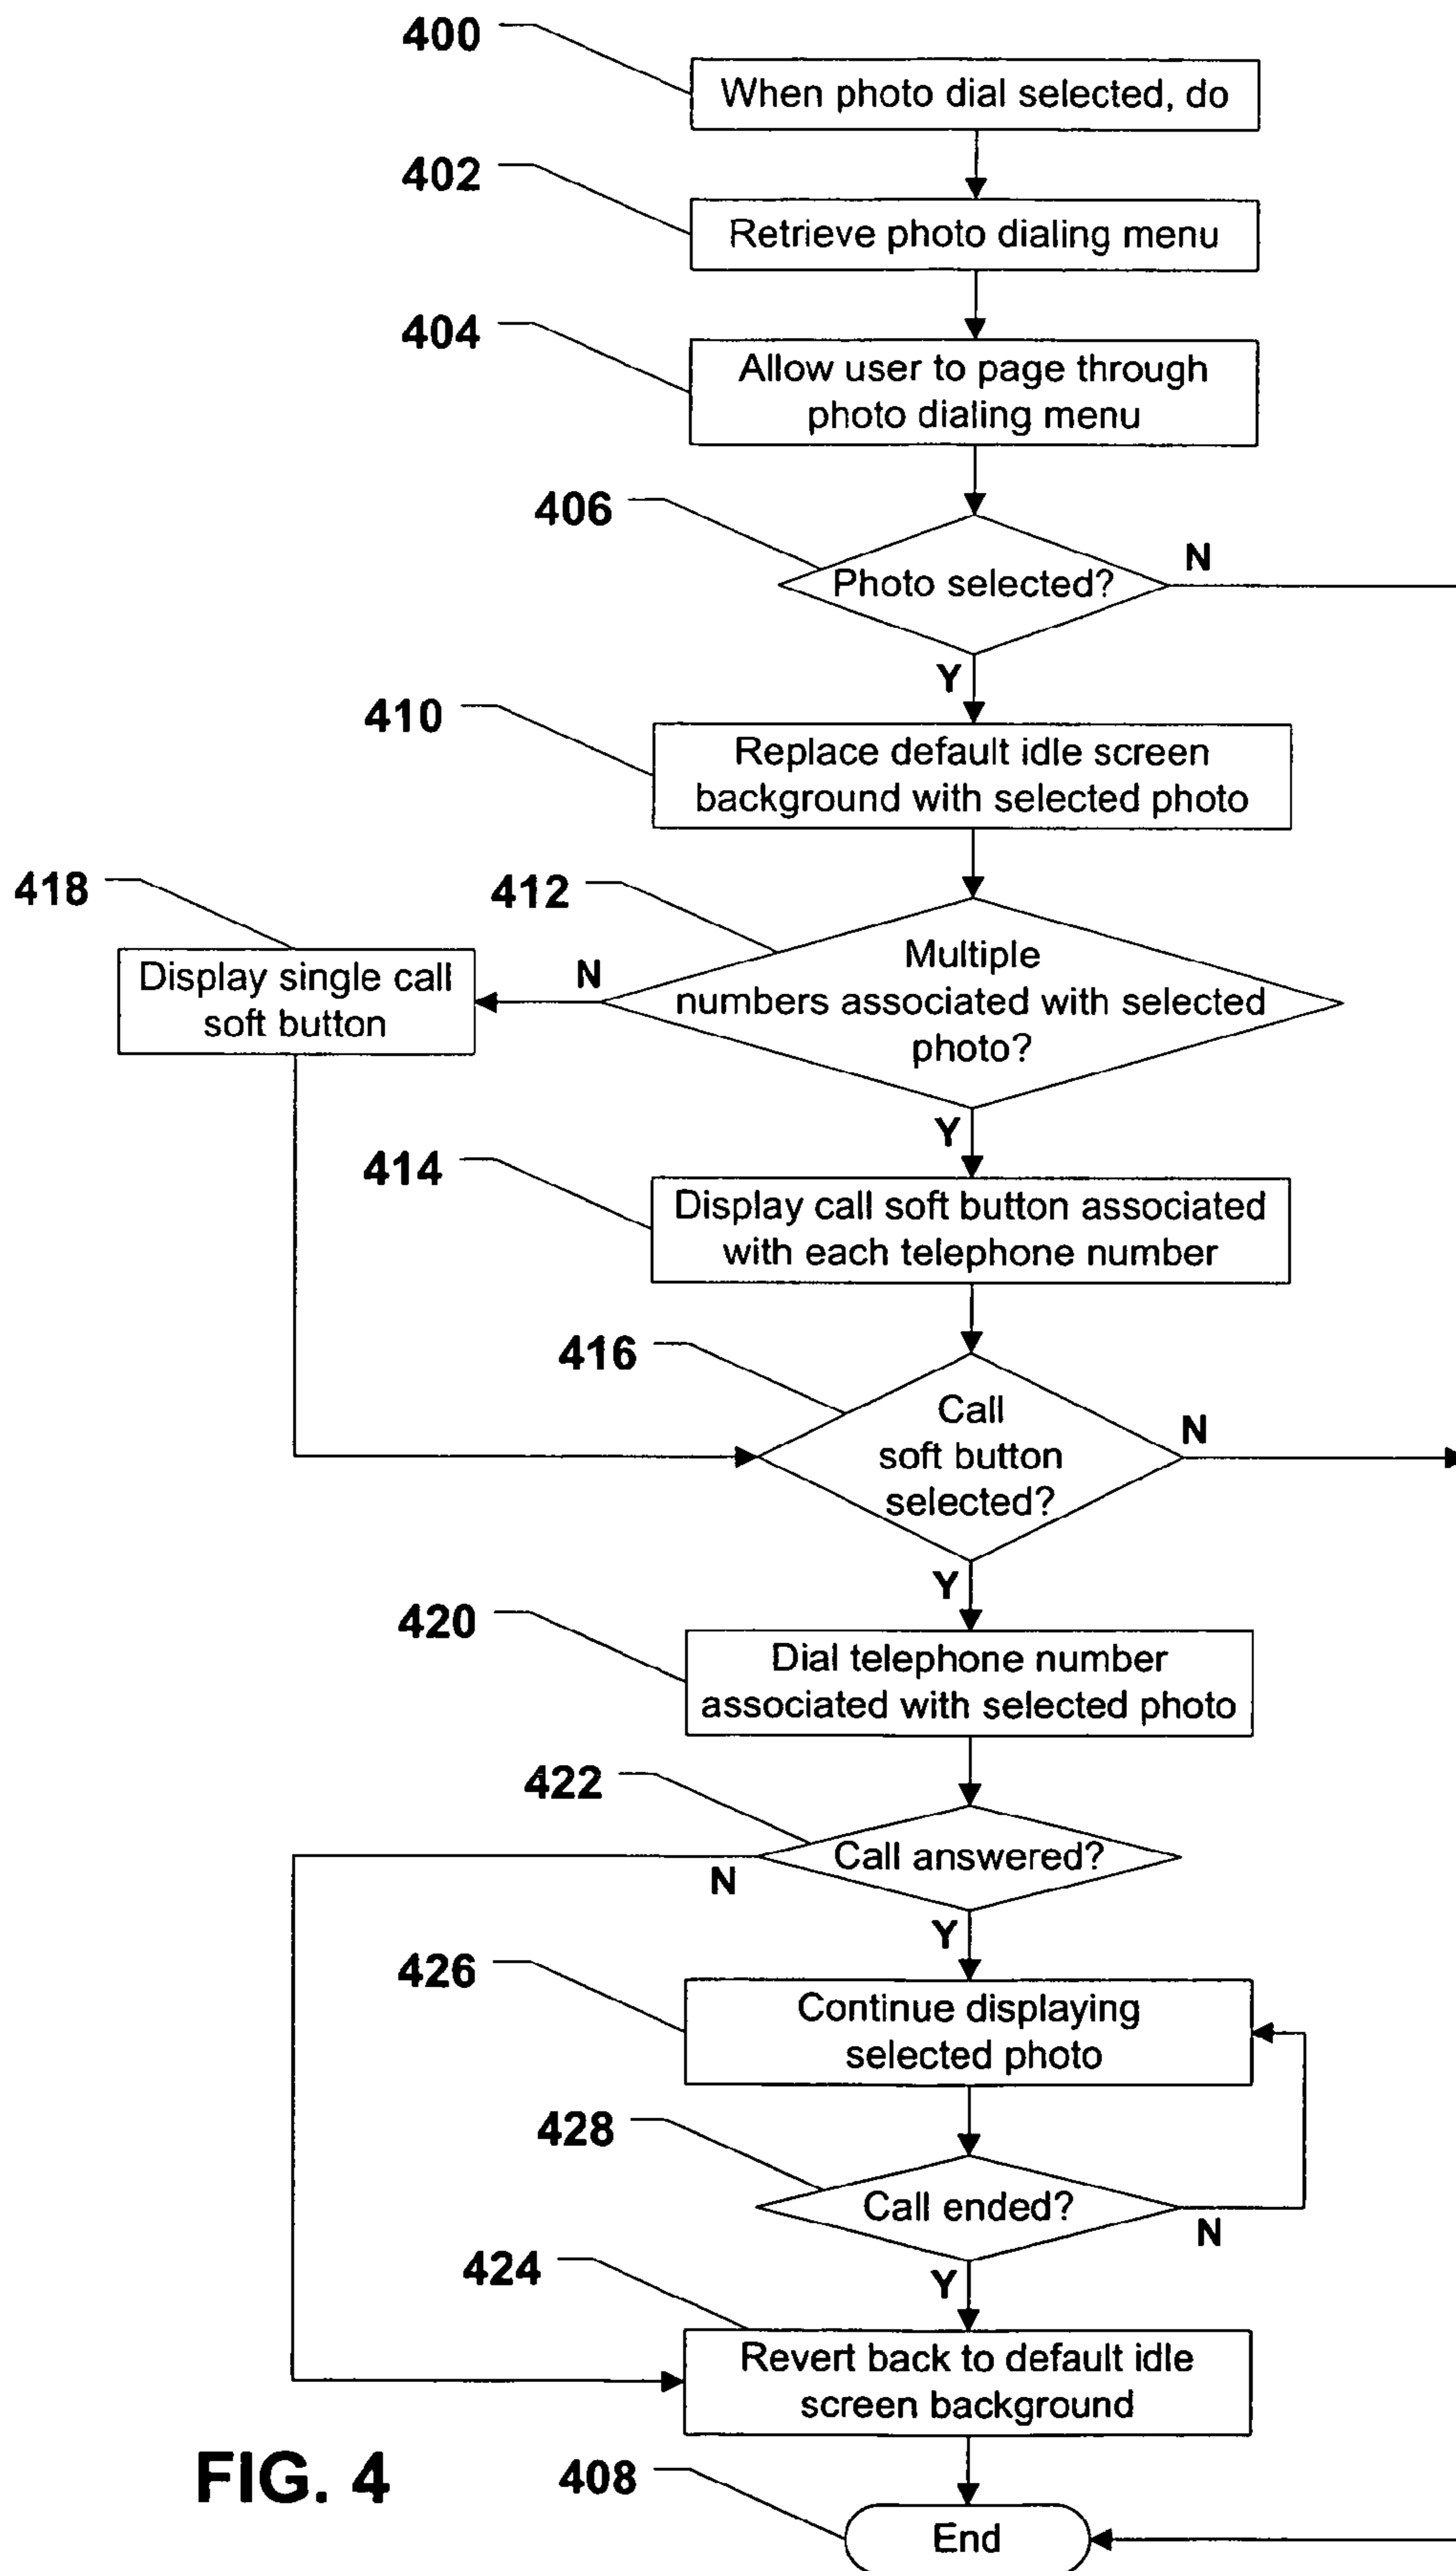 400
When photo dial selected, do
402
Retrieve photo dialing menu
404
Allow user to page through
photo dialing menu
406
Photo selected?
N
Y
410
Replace default idle screen
background with selected photo
418
412
Display single call
soft button
N
Multiple
numbers associated with selected
photo?
Y
414
Display call soft button associated
with each telephone number
416
Call
soft button
selected?
N
Y
420
Dial telephone number
associated with selected photo
422
Call answered?
N
Y
426
Continue displaying
selected photo
428
Call ended?
N
Y
424
Revert back to default idle
screen background
FIG. 4
408
End